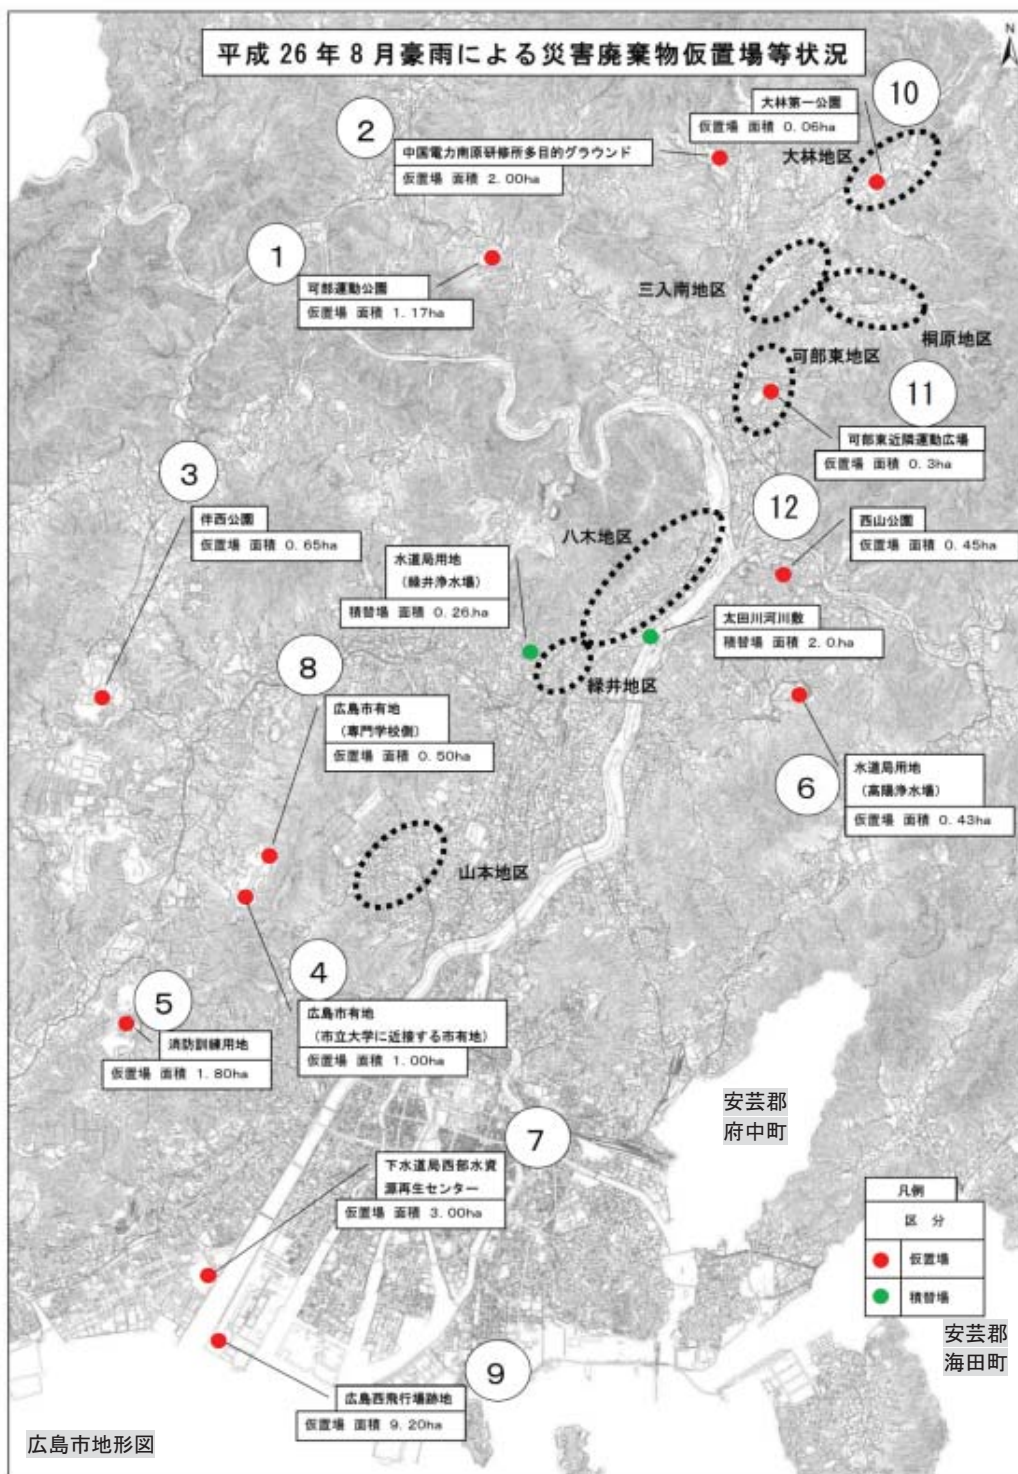 平成26年8月豪雨による災害廃棄物仮置場等状況
N
10
大林第一公園
仮置場 面積 0.06ha
大林地区
2
中国電力南原研修所多目的グラウンド
仮置場 面積 2.00ha
1
可部運動公園
仮置場 面積 1.17ha
三入南地区
桐原地区
可部東地区
11
可部東近隣運動広場
仮置場 面積 0.3ha
3
伴西公園
仮置場 面積 0.65ha
12
西山公園
仮置場 面積 0.45ha
八木地区
水道局用地
(緑井浄水場)
積替場 面積 0.26ha
太田川河川敷
積替場 面積 2.0ha
緑井地区
8
広島市有地
(専門学校側)
仮置場 面積 0.50ha
6
水道局用地
(高陽浄水場)
仮置場 面積 0.43ha
山本地区
4
広島市有地
(市立大学に近接する市有地)
仮置場 面積 1.00ha
5
消防訓練用地
仮置場 面積 1.80ha
安芸郡
府中町
7
下水道局西部水資
源再生センター
仮置場 面積 3.00ha
凡例
区 分
仮置場
積替場
安芸郡
海田町
9
広島西飛行場跡地
仮置場 面積 9.20ha
広島市地形図